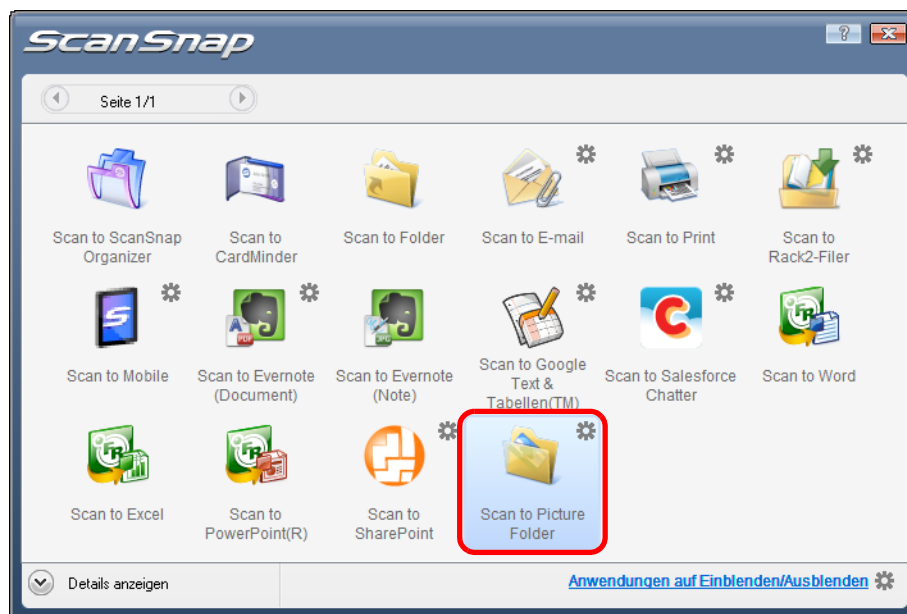 ScanSnap
Seite 1/1
Scan to ScanSnap
Organizer
Scan to
CardMinder
Scan to Folder
Scan to E-mail
Scan to Print
Scan to
Rack2-Filer
Scan to Mobile
Scan to Evernote
(Document)
Scan to Evernote
(Note)
Scan to Google
Text &
Tabellen(TM)
Scan to Salesforce
Chatter
Scan to Word
Scan to Excel
Scan to
PowerPoint(R)
Scan to
SharePoint
Scan to Picture
Folder
Details anzeigen
Anwendungen auf Einblenden/Ausblenden